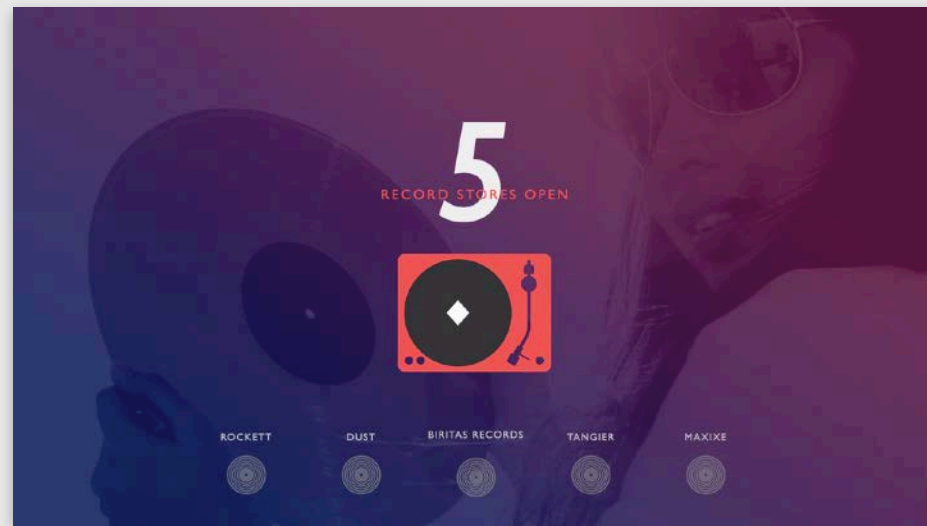 5
RECORD STORES OPEN
ROCKETT DUST BIRITAS RECORDS TANGIER MAXIXE